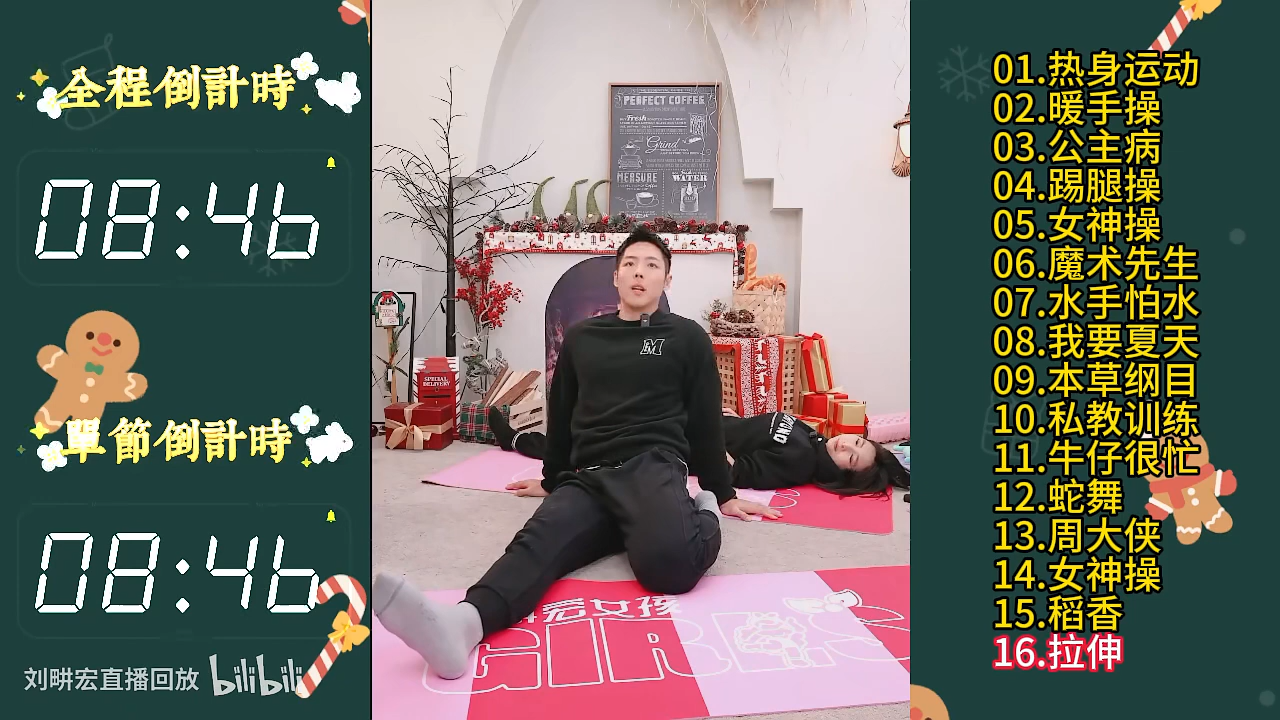 全程倒計時
08:46
單節倒計時
08:46
刘畊宏直播回放 bilibili
PERFECT COFFEE
Fresh
Grind
MERSURE
WATER
SPECIAL
DELIVERY
M
女孩
GIRLS
01.热身运动
02.暖手操
03.公主病
04.踢腿操
05.女神操
06.魔术先生
07.水手怕水
08.我要夏天
09.本草纲目
10.私教训练
11.牛仔很忙
12.蛇舞
13.周大侠
14.女神操
15.稻香
16.拉伸